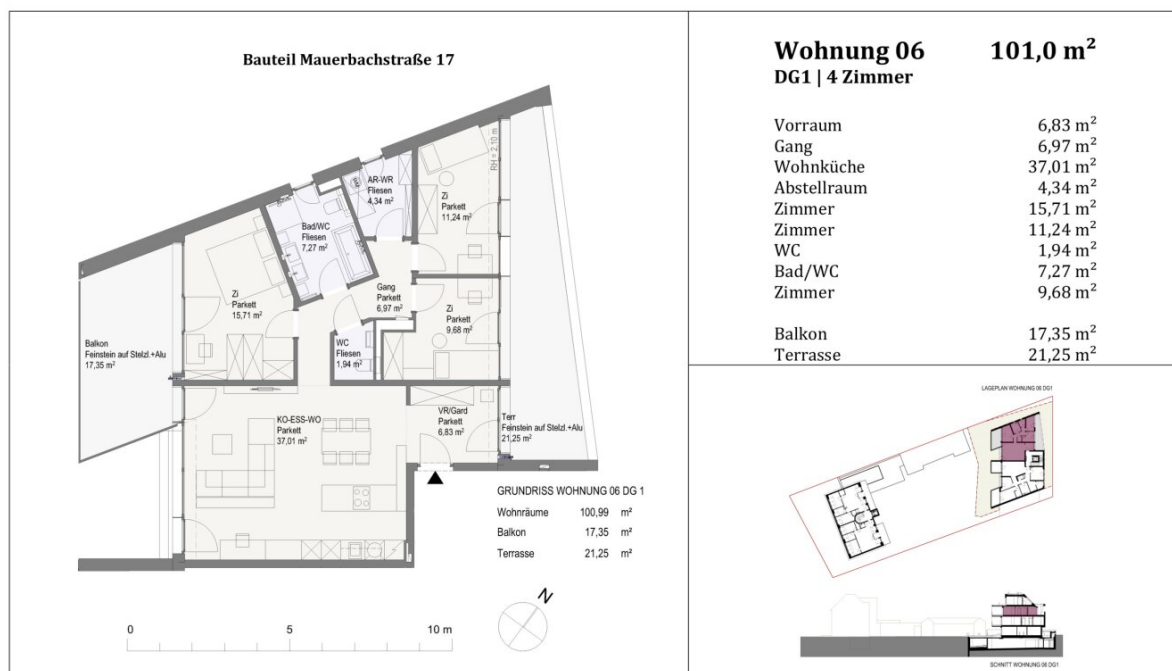 Bauteil Mauerbachstraße 17
RH = 2,10 m
AR-WR
Fliesen
4,34 m²
Zi
Parkett
11,24 m²
Bad/WC
Fliesen
7,27 m²
Gang
Parkett
6,97 m²
Zi
Parkett
15,71 m²
Zi
Parkett
9,68 m²
WC
Fliesen
1,94 m²
Balkon
Feinstein auf Stelzl.+Alu
17,35 m²
KO-ESS-WO
Parkett
37,01 m²
VR/Gard
Parkett
6,83 m²
Terr
Feinstein auf Stelzl.+Alu
21,25 m²
GRUNDRISS WOHNUNG 06 DG 1
Wohnräume 100,99 m²
Balkon 17,35 m²
Terrasse 21,25 m²
N
0 5 10 m
Wohnung 06 101,0 m²
DG1 | 4 Zimmer
Vorraum 6,83 m²
Gang 6,97 m²
Wohnküche 37,01 m²
Abstellraum 4,34 m²
Zimmer 15,71 m²
Zimmer 11,24 m²
WC 1,94 m²
Bad/WC 7,27 m²
Zimmer 9,68 m²
Balkon 17,35 m²
Terrasse 21,25 m²
LAGEPLAN WOHNUNG 06 DG1
SCHNITT WOHNUNG 06 DG1